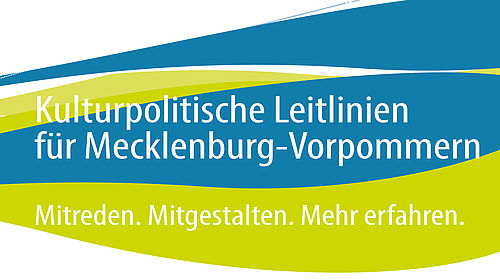 Kulturpolitische Leitlinien
für Mecklenburg-Vorpommern
Mitreden. Mitgestalten. Mehr erfahren.